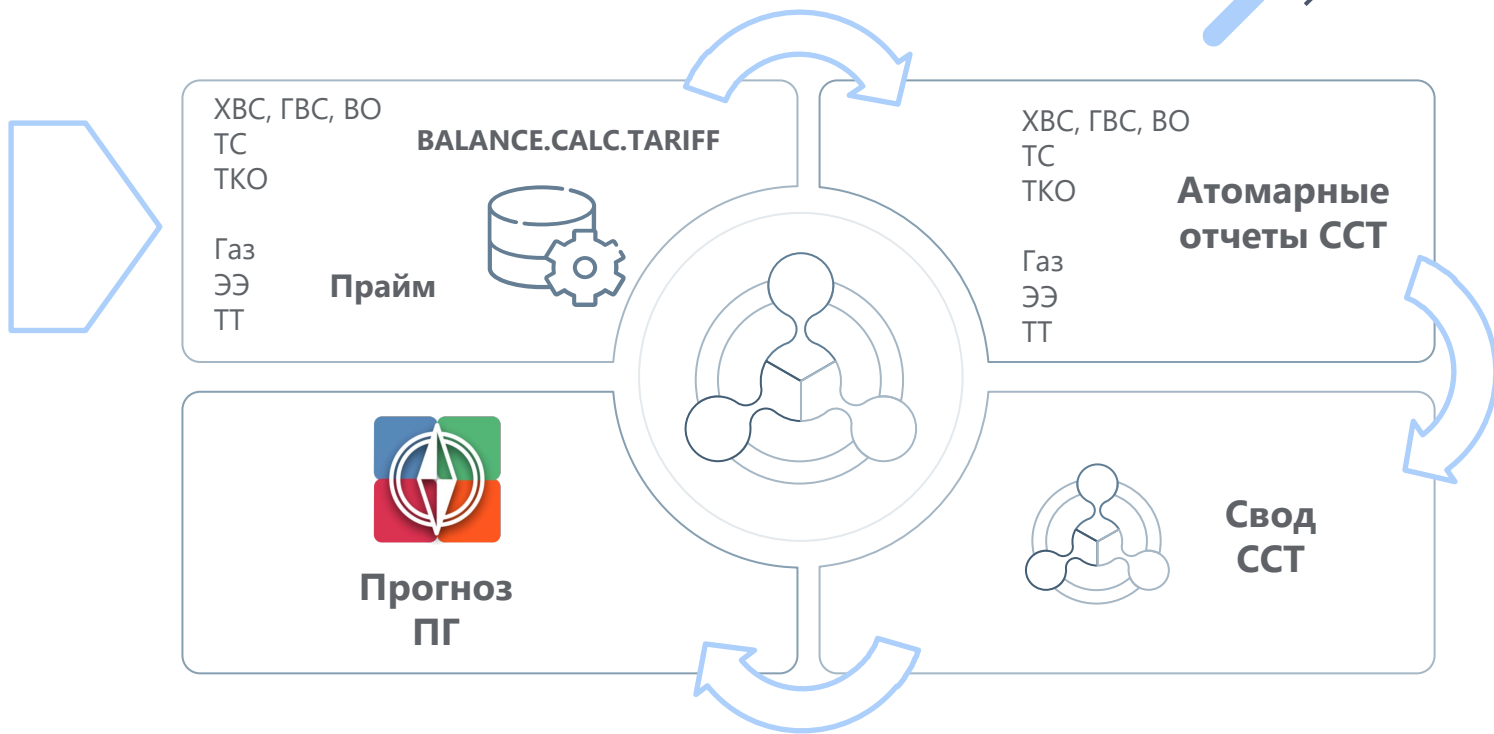 ХВС, ГВС, ВО
ТС
ТКО
BALANCE.CALC.TARIFF
Газ
ЭЭ
ТТ
Прайм
ХВС, ГВС, ВО
ТС
ТКО
Атомарные
отчеты ССТ
Газ
ЭЭ
ТТ
Прогноз
ПГ
Свод
ССТ